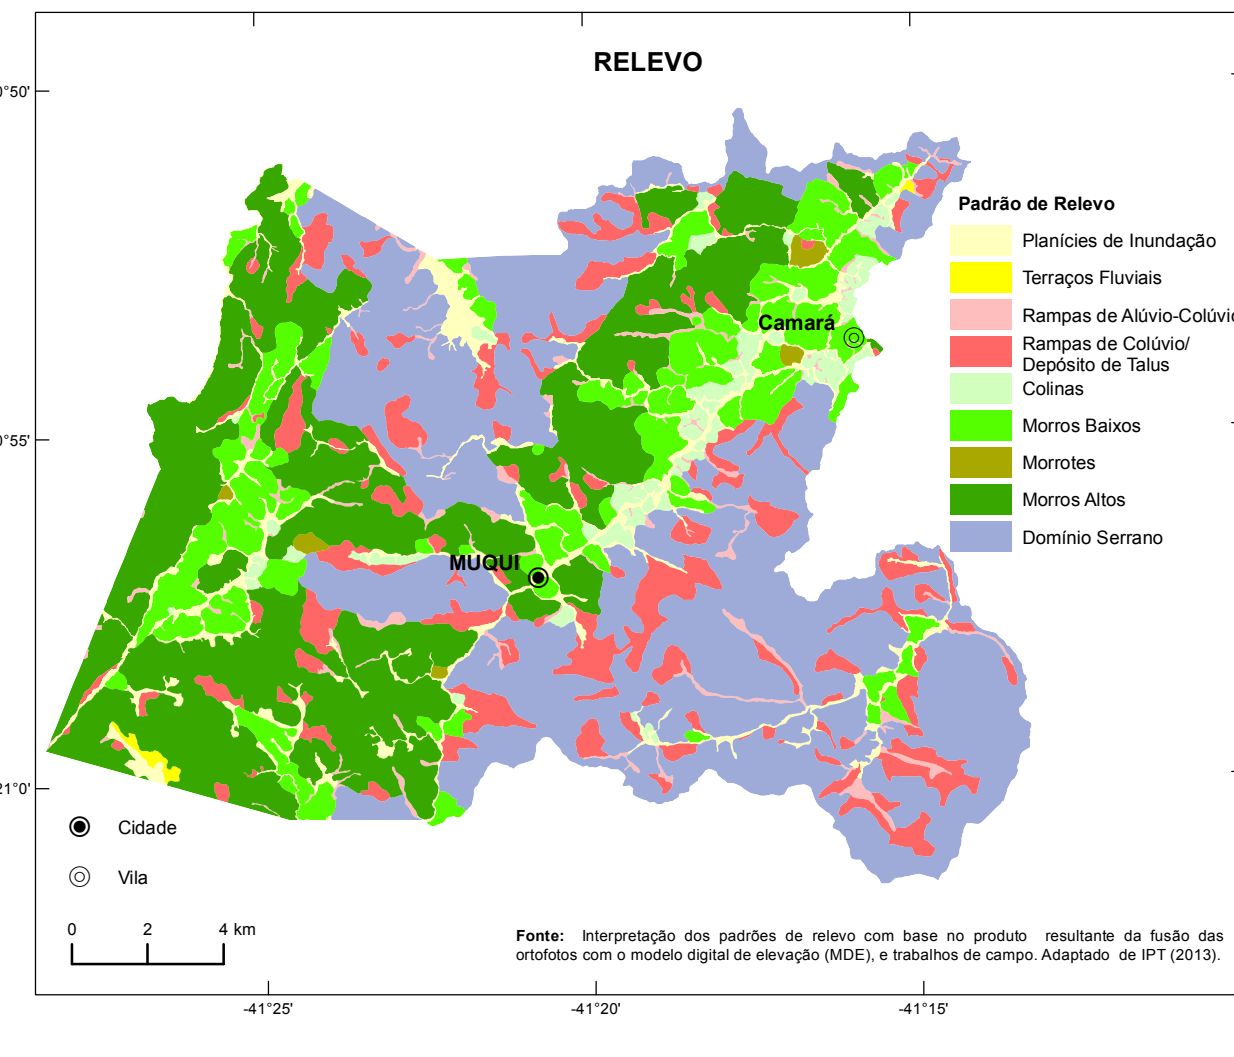 RELEVO
0°50'
0°55'
21°0'
Camará
MUQUI
Padrão de Relevo
Planícies de Inundação
Terraços Fluviais
Rampas de Alúvio-Colúvio
Rampas de Colúvio/
Depósito de Talus
Colinas
Morros Baixos
Morrotes
Morros Altos
Domínio Serrano
Cidade
Vila
0 2 4 km
Fonte: Interpretação dos padrões de relevo com base no produto resultante da fusão das
ortofotos com o modelo digital de elevação (MDE), e trabalhos de campo. Adaptado de IPT (2013).
-41°25' -41°20' -41°15'